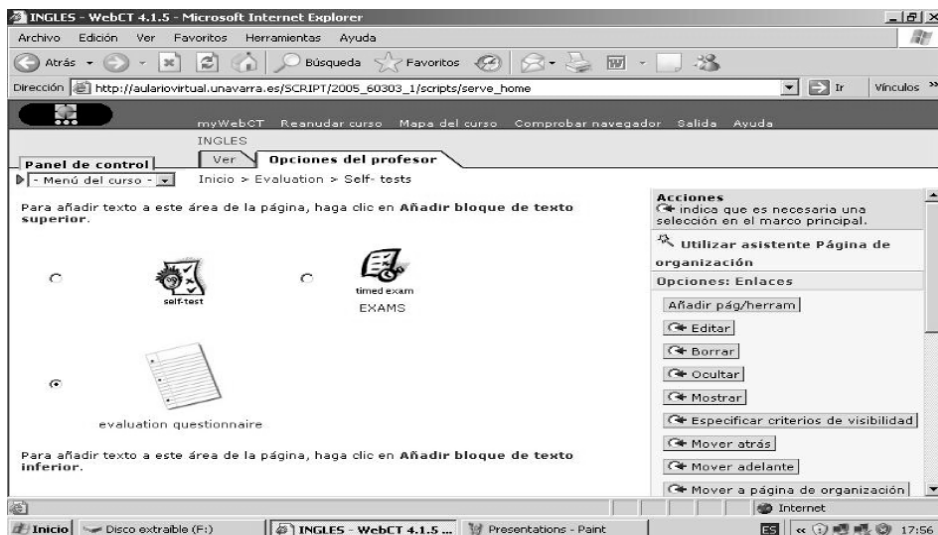 INGLES - WebCT 4.1.5 - Microsoft Internet Explorer
Archivo Edición Ver Favoritos Herramientas Ayuda
Atrás Búsqueda Favoritos
Dirección http://aulariovirtual.unavarra.es/SCRIPT/2005_60303_1/scripts/serve_home Ir Vínculos »
myWebCT Reanudar curso Mapa del curso Comprobar navegador Salida Ayuda
INGLES
Panel de control Ver Opciones del profesor
- Menú del curso - Inicio > Evaluation > Self- tests
Para añadir texto a este área de la página, haga clic en Añadir bloque de texto
superior.
self-test
timed exam
EXAMS
evaluation questionnaire
Para añadir texto a este área de la página, haga clic en Añadir bloque de texto
inferior.
Acciones
indica que es necesaria una
selección en el marco principal.
Utilizar asistente Página de
organización
Opciones: Enlaces
Añadir pág/herram
Editar
Borrar
Ocultar
Mostrar
Especificar criterios de visibilidad
Mover atrás
Mover adelante
Mover a página de organización
Internet
Inicio Disco extraíble (F:) INGLES - WebCT 4.1.5 ... Presentations - Paint ES « 17:56